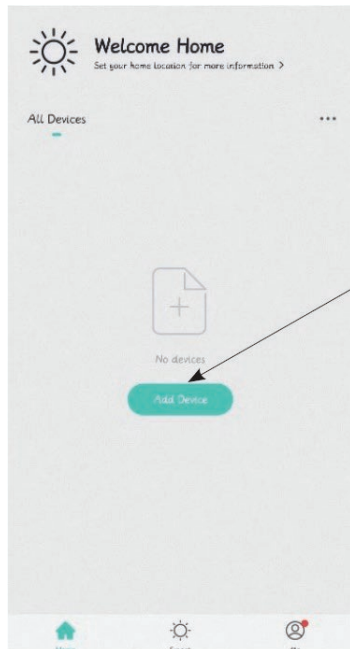 Welcome Home
Set your home location for more information >
All Devices
...
No devices
Add Device